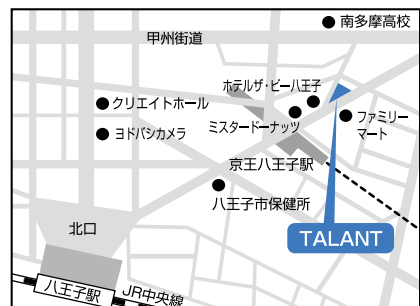 南多摩高校
甲州街道
ホテルザ・ビー八王子
クリエイトホール
ミスタードーナッツ
ファミリー
マート
ヨドバシカメラ
京王八王子駅
八王子市保健所
北口
TALANT
八王子駅
JR中央線